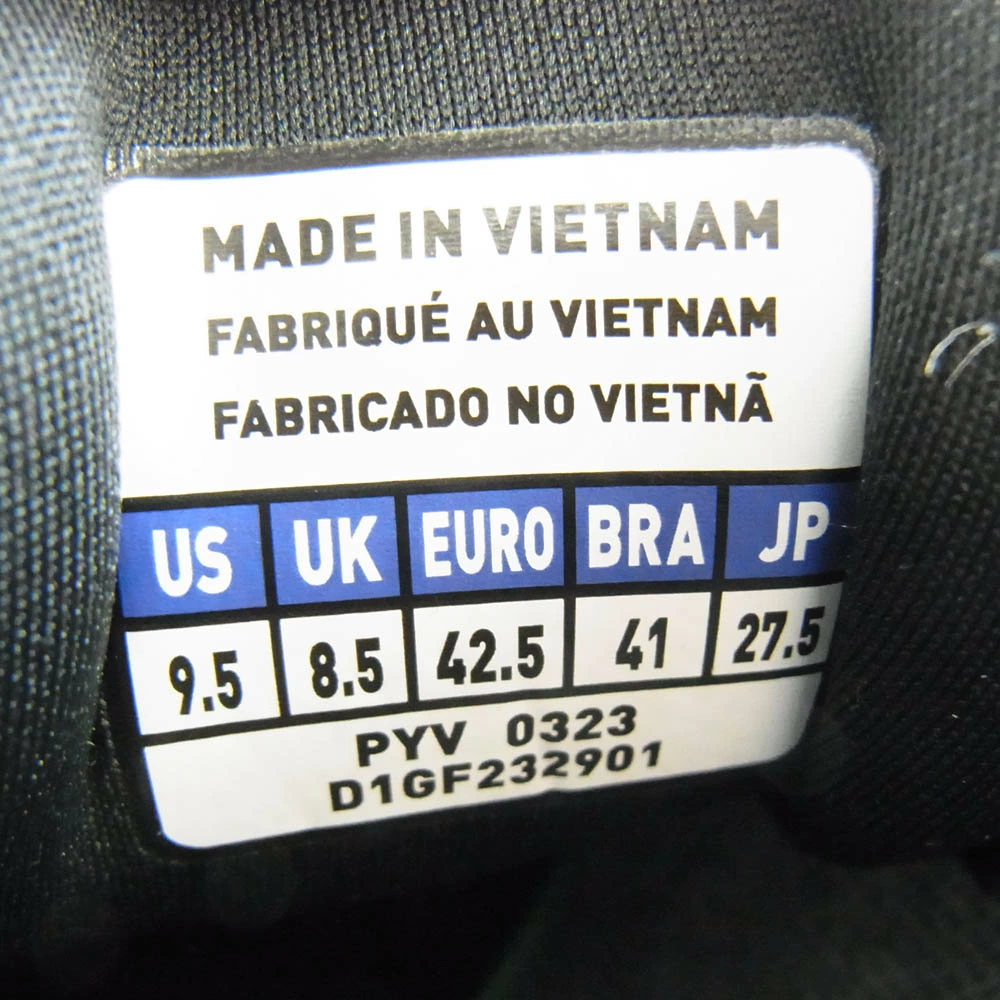 MADE IN VIETNAM
FABRIQUÉ AU VIETNAM
FABRICADO NO VIETNÃ
US UK EURO BRA JP
9.5 8.5 42.5 41 27.5
PYV 0323
D1GF232901